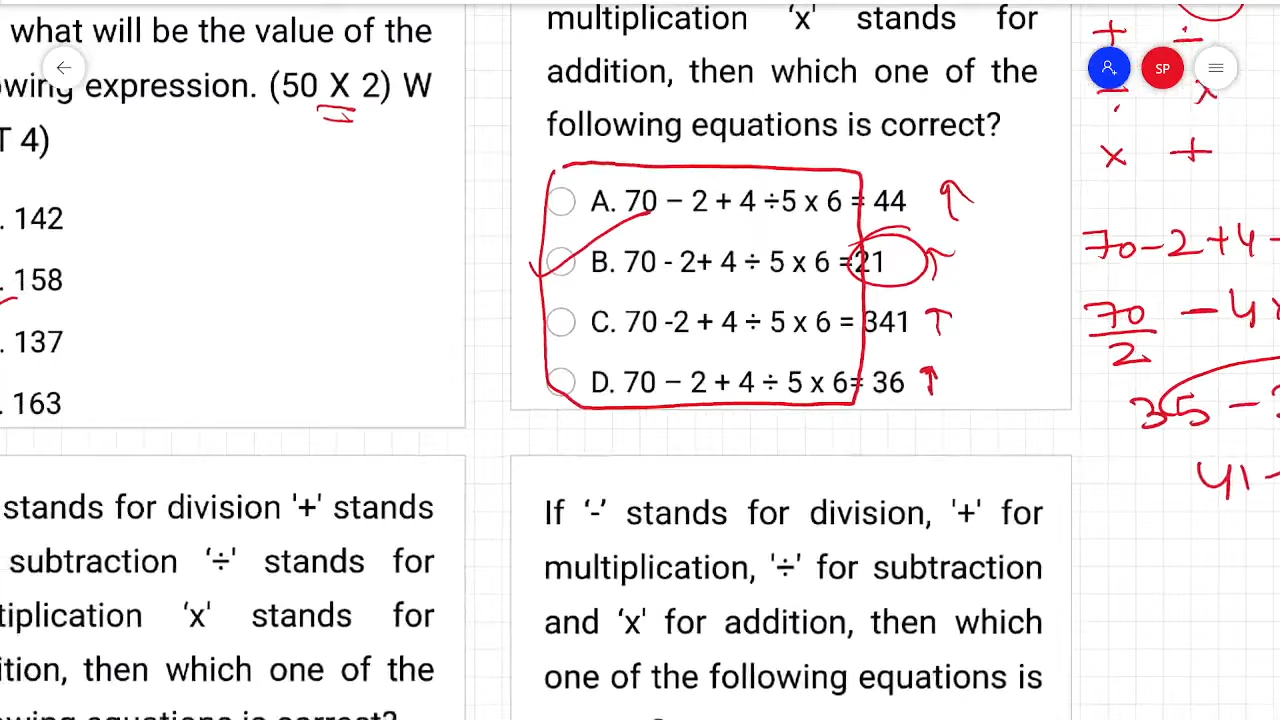 what will be the value of the
expression. (50 X 2) W
T 4)
. 142
. 158
. 137
. 163
multiplication ‘x' stands for
addition, then which one of the
following equations is correct?
A. 70 – 2 + 4 ÷5 x 6 = 44
B. 70 - 2+ 4 ÷ 5 x 6 =21
C. 70 -2 + 4 ÷ 5 x 6 = 341
D. 70 – 2 + 4 ÷ 5 x 6= 36
+ ÷
SP
÷ x
x +
70-2+4
70
2
- 4
35 -
41
stands for division '+' stands
subtraction ‘÷' stands for
'x' stands for
then which one of the
If ‘-’ stands for division, '+' for
multiplication, '÷' for subtraction
and ‘x' for addition, then which
one of the following equations is